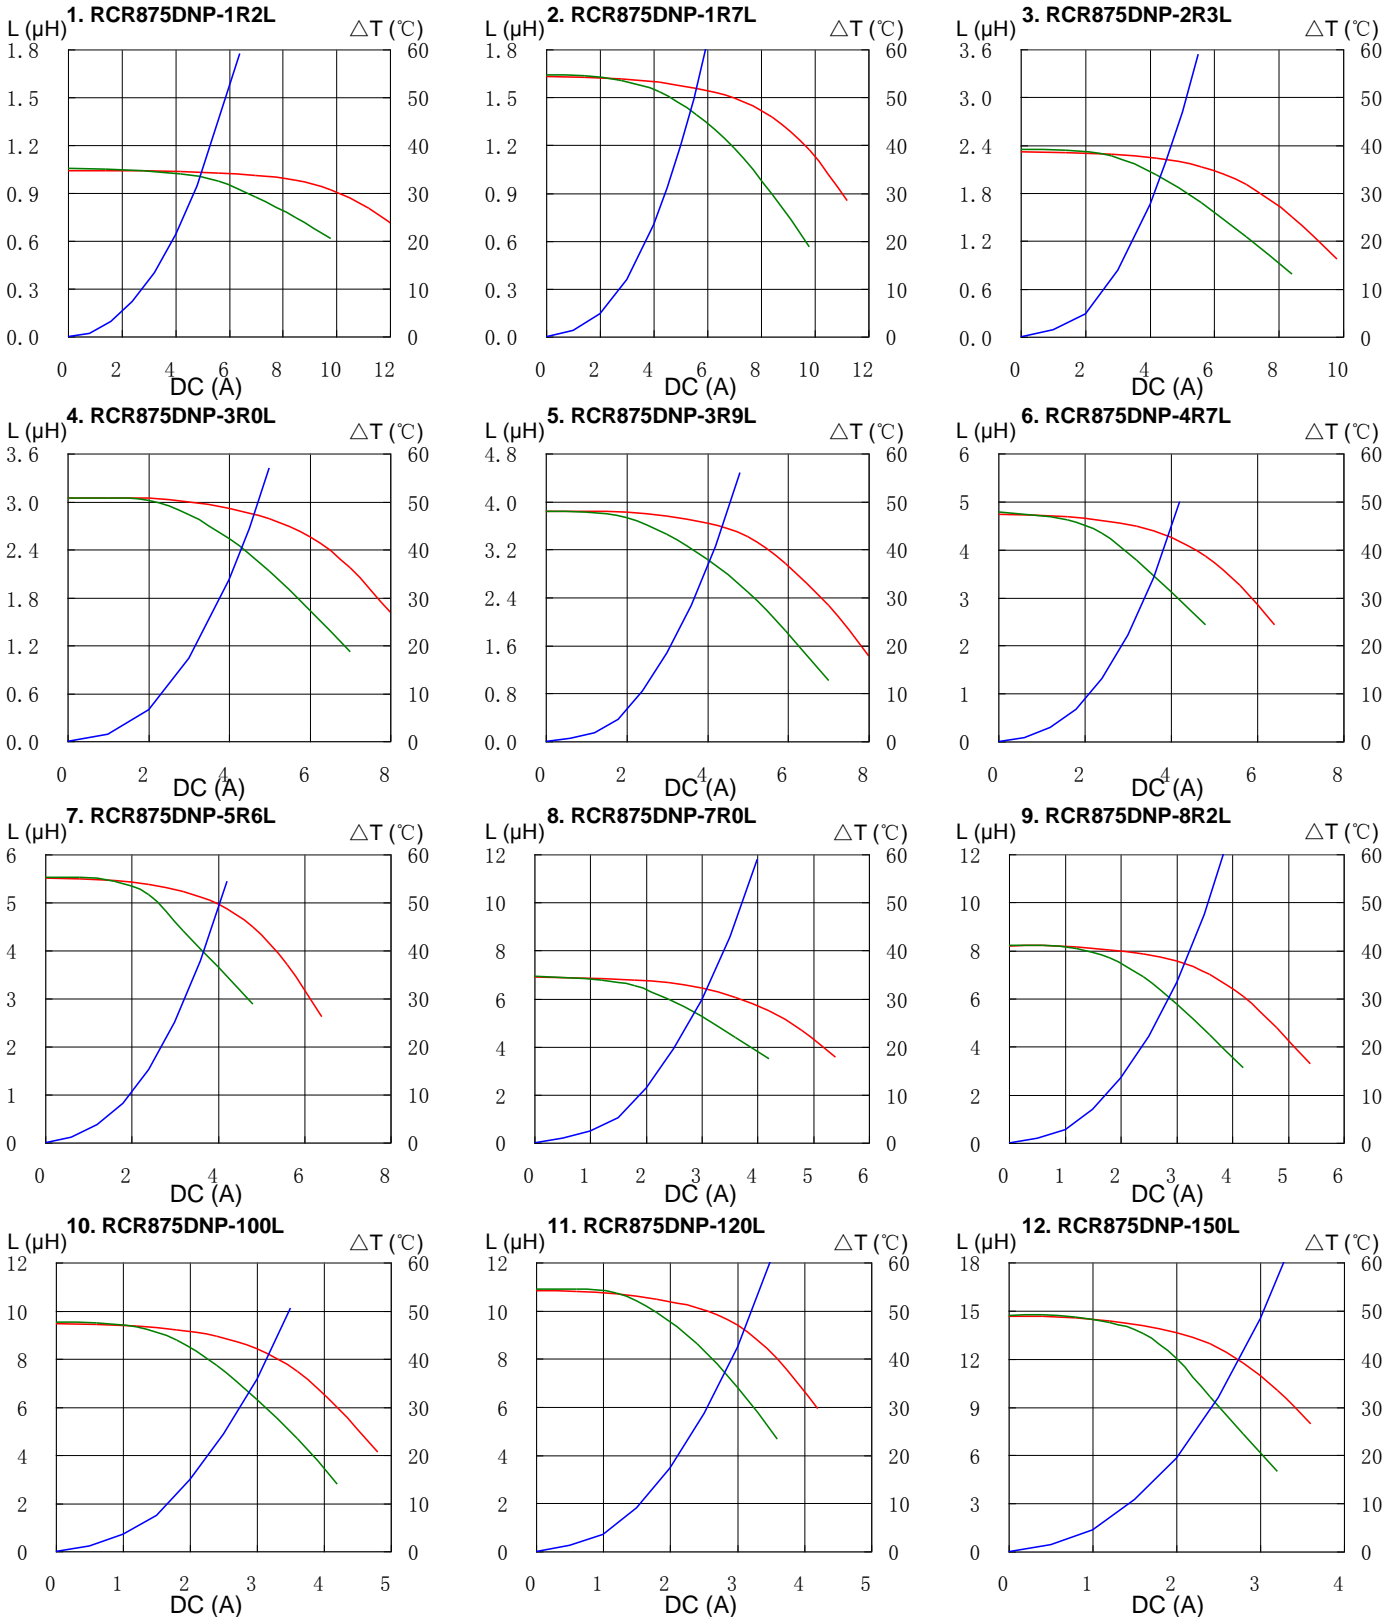 1. RCR875DNP-1R2L
L (µH)
△T (℃)
1.8
1.5
1.2
0.9
0.6
0.3
0.0
60
50
40
30
20
10
0
0 2 4 6 8 10 12
DC (A)
2. RCR875DNP-1R7L
L (µH)
△T (℃)
1.8
1.5
1.2
0.9
0.6
0.3
0.0
60
50
40
30
20
10
0
0 2 4 6 8 10 12
DC (A)
3. RCR875DNP-2R3L
L (µH)
△T (℃)
3.6
3.0
2.4
1.8
1.2
0.6
0.0
60
50
40
30
20
10
0
0 2 4 6 8 10
DC (A)
4. RCR875DNP-3R0L
L (µH)
△T (℃)
3.6
3.0
2.4
1.8
1.2
0.6
0.0
60
50
40
30
20
10
0
0 2 4 6 8
DC (A)
5. RCR875DNP-3R9L
L (µH)
△T (℃)
4.8
4.0
3.2
2.4
1.6
0.8
0.0
60
50
40
30
20
10
0
0 2 4 6 8
DC (A)
6. RCR875DNP-4R7L
L (µH)
△T (℃)
6
5
4
3
2
1
0
60
50
40
30
20
10
0
0 2 4 6 8
DC (A)
7. RCR875DNP-5R6L
L (µH)
△T (℃)
6
5
4
3
2
1
0
60
50
40
30
20
10
0
0 2 4 6 8
DC (A)
8. RCR875DNP-7R0L
L (µH)
△T (℃)
12
10
8
6
4
2
0
60
50
40
30
20
10
0
0 1 2 3 4 5 6
DC (A)
9. RCR875DNP-8R2L
L (µH)
△T (℃)
12
10
8
6
4
2
0
60
50
40
30
20
10
0
0 1 2 3 4 5 6
DC (A)
10. RCR875DNP-100L
L (µH)
△T (℃)
12
10
8
6
4
2
0
60
50
40
30
20
10
0
0 1 2 3 4 5
DC (A)
11. RCR875DNP-120L
L (µH)
△T (℃)
12
10
8
6
4
2
0
60
50
40
30
20
10
0
0 1 2 3 4 5
DC (A)
12. RCR875DNP-150L
L (µH)
△T (℃)
18
15
12
9
6
3
0
60
50
40
30
20
10
0
0 1 2 3 4
DC (A)